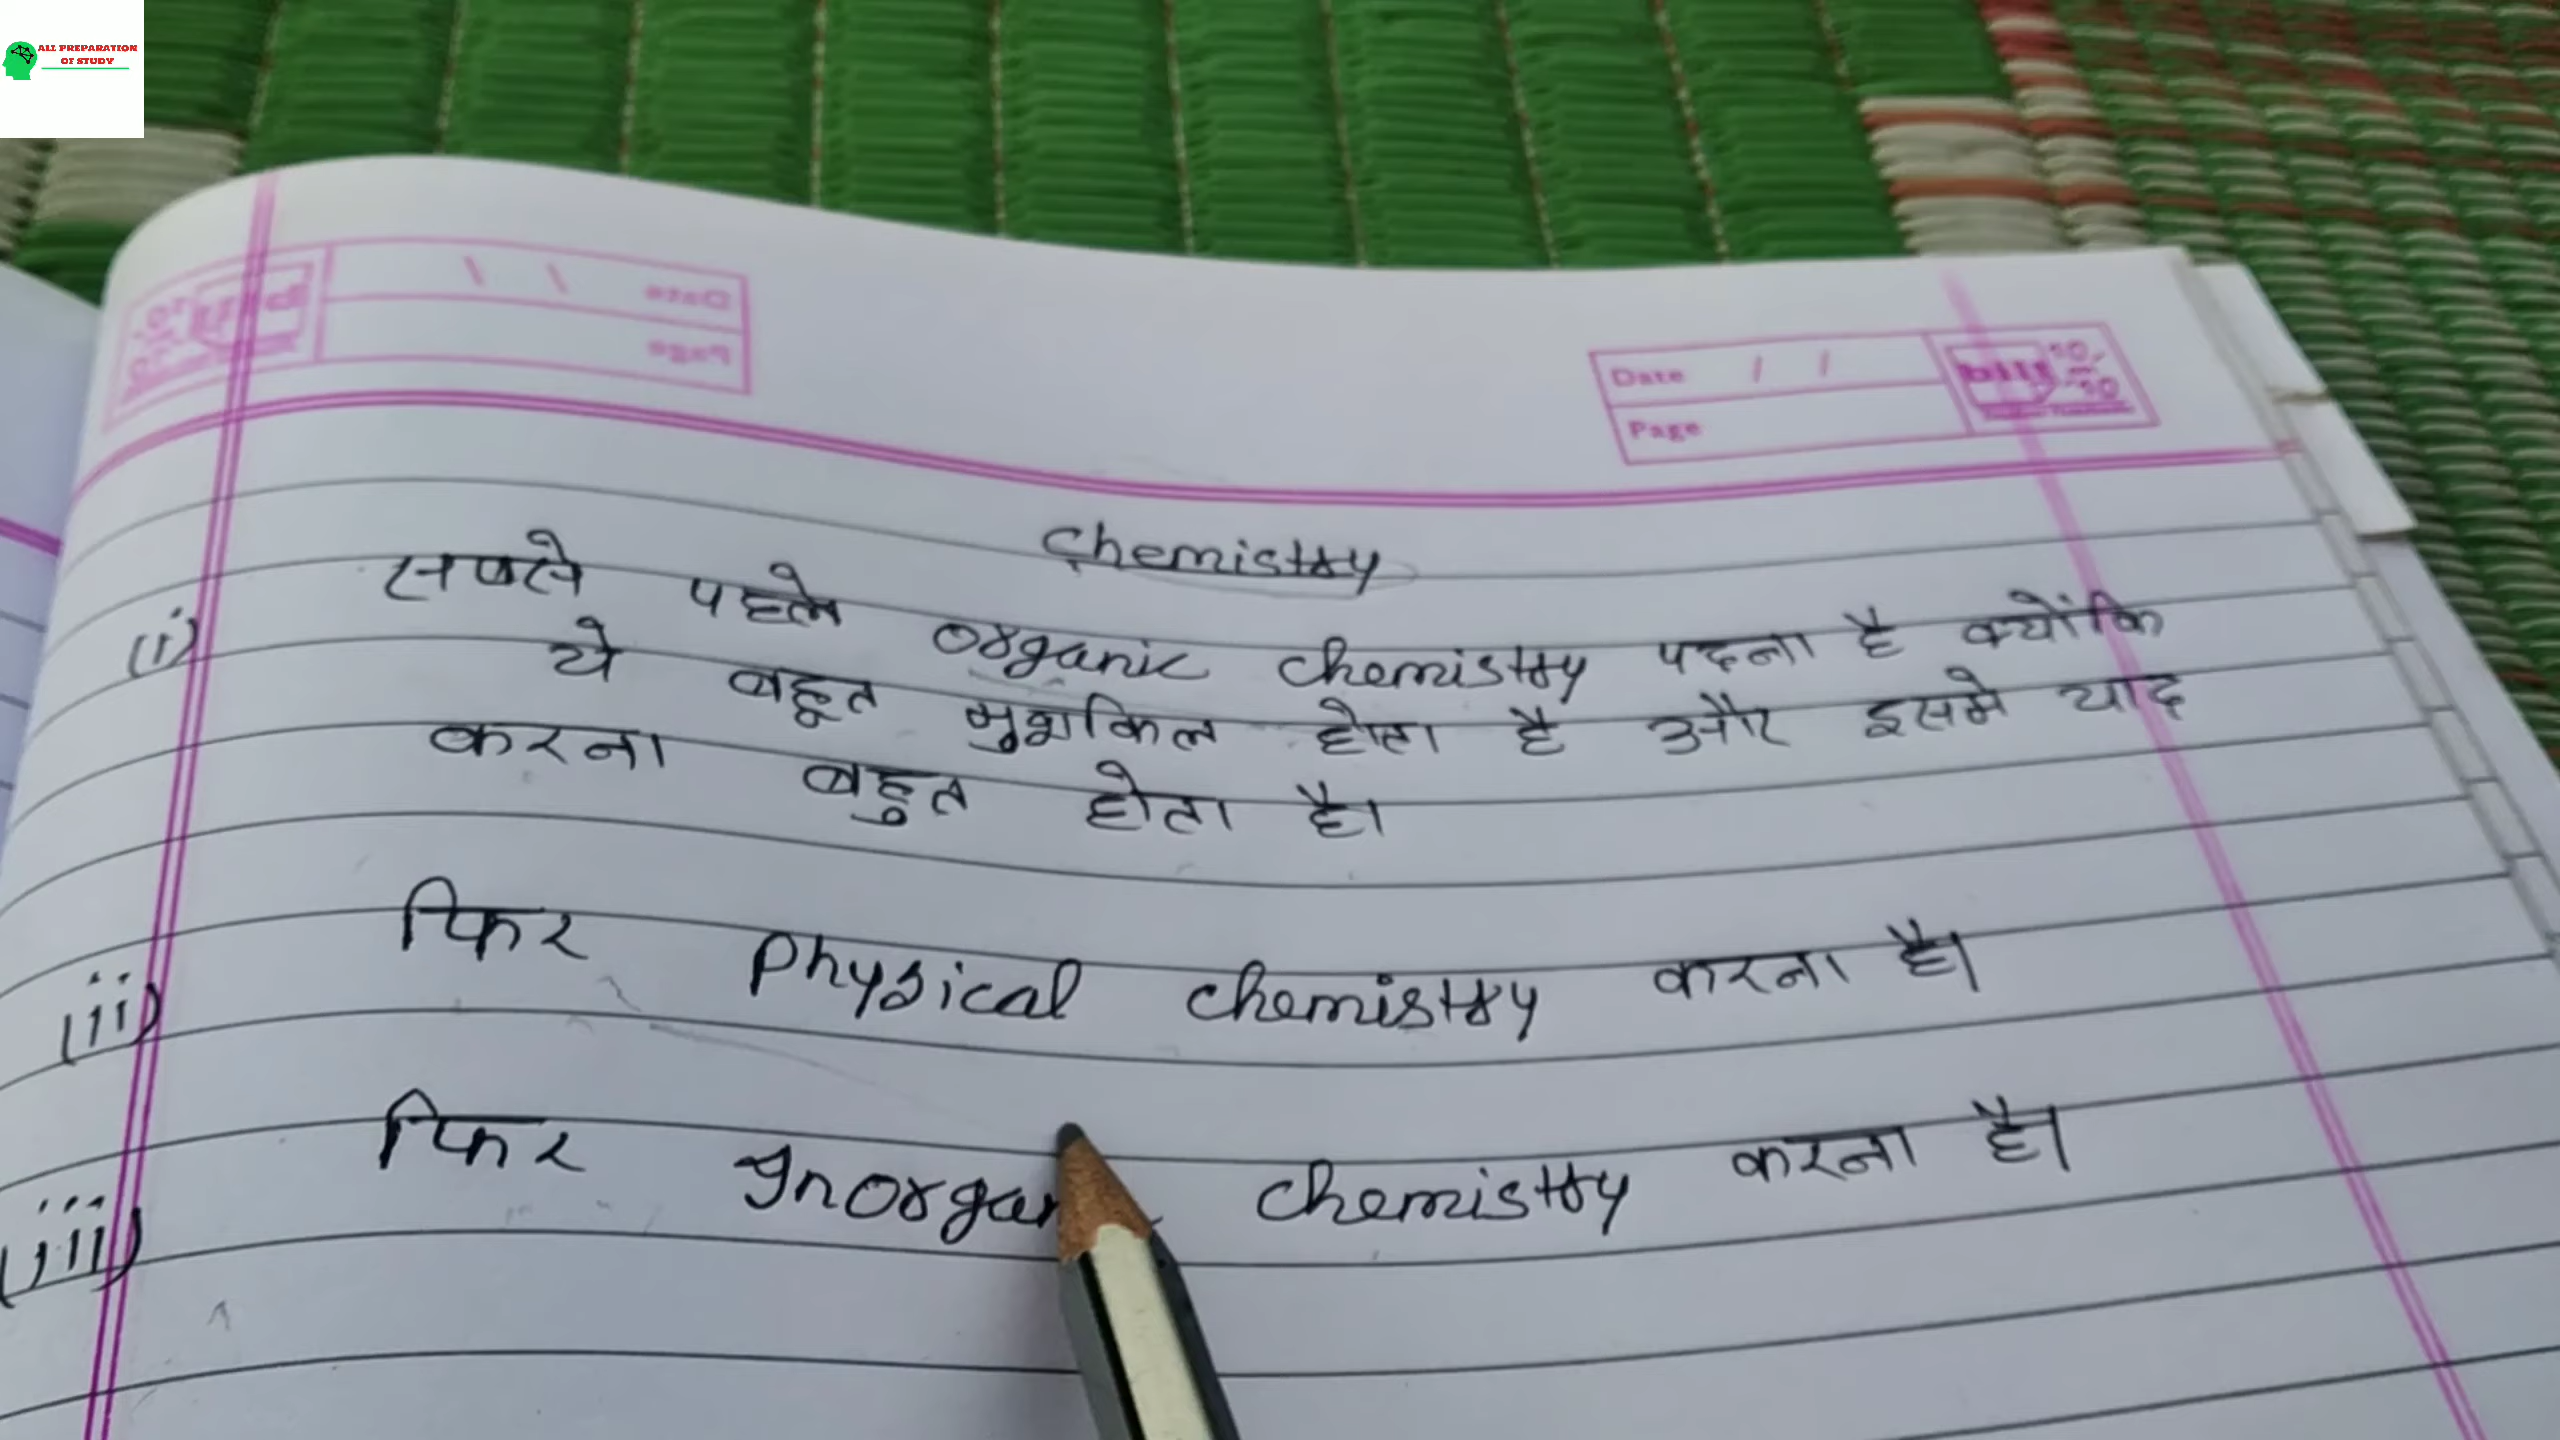 ALL PREPARATION
OF STUDY
Date / /
Page
Chemistry
(i) सबसे पहले organic chemistry पढ़ना है क्योंकि
ये बहूत मुश्किल होता है और इसमे याद
करना बहुत होता है।
(ii) फिर Physical chemistry करना है।
(iii) फिर chemistry करना है।